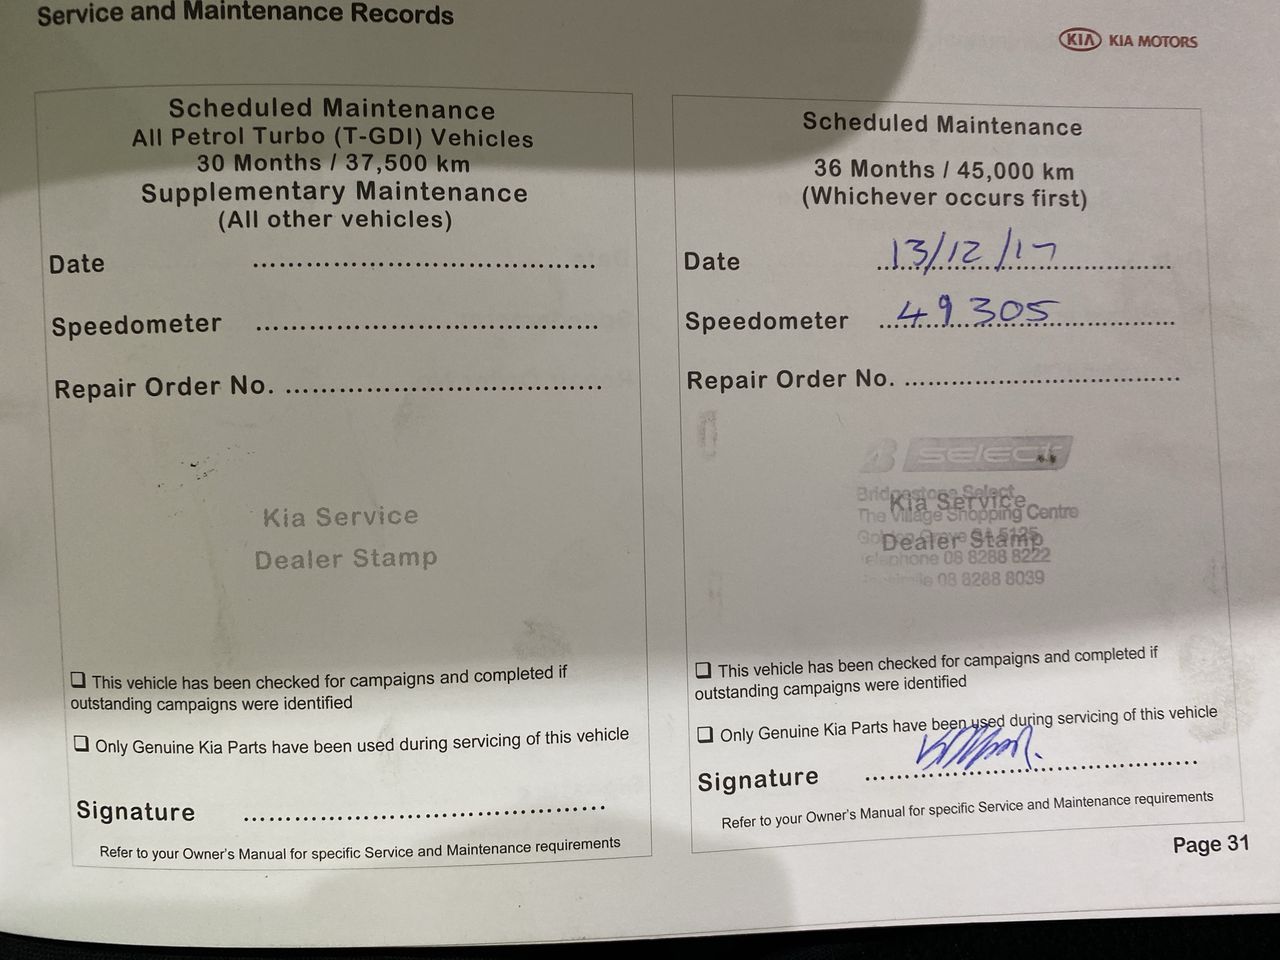 Service and Maintenance Records
KIA KIA MOTORS
Scheduled Maintenance
All Petrol Turbo (T-GDI) Vehicles
30 Months / 37,500 km
Supplementary Maintenance
(All other vehicles)
Date
Speedometer
Repair Order No.
Kia Service
Dealer Stamp
❑ This vehicle has been checked for campaigns and completed if
outstanding campaigns were identified
❑ Only Genuine Kia Parts have been used during servicing of this vehicle
Signature
Refer to your Owner's Manual for specific Service and Maintenance requirements
Scheduled Maintenance
36 Months / 45,000 km
(Whichever occurs first)
Date 13/12/17
Speedometer 49305
Repair Order No.
SELECT
Bridgestone Select
Kia Service
The Village Shopping Centre
Dealer Stamp
Telephone 08 8288 8222
08 8288 8039
❑ This vehicle has been checked for campaigns and completed if
outstanding campaigns were identified
❑ Only Genuine Kia Parts have been used during servicing of this vehicle
Signature
Refer to your Owner's Manual for specific Service and Maintenance requirements
Page 31